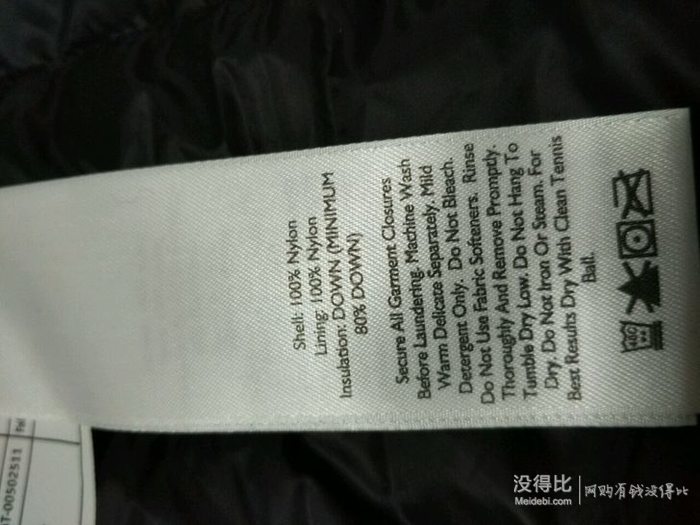 Shell: 100% Nylon
Lining: 100% Nylon
Insulation: DOWN (MINIMUM
80% DOWN)
Secure All Garment Closures
Before Laundering. Machine Wash
Warm Delicate Separately. Mild
Detergent Only. Do Not Bleach.
Do Not Use Fabric Softeners. Rinse
Thoroughly And Remove Promptly.
Tumble Dry Low. Do Not Hang To
Dry. Do Not Iron Or Steam. For
Best Results Dry With Clean Tennis
Ball.
T-00502511
没得比
Meidebi.com
网购有钱没得比